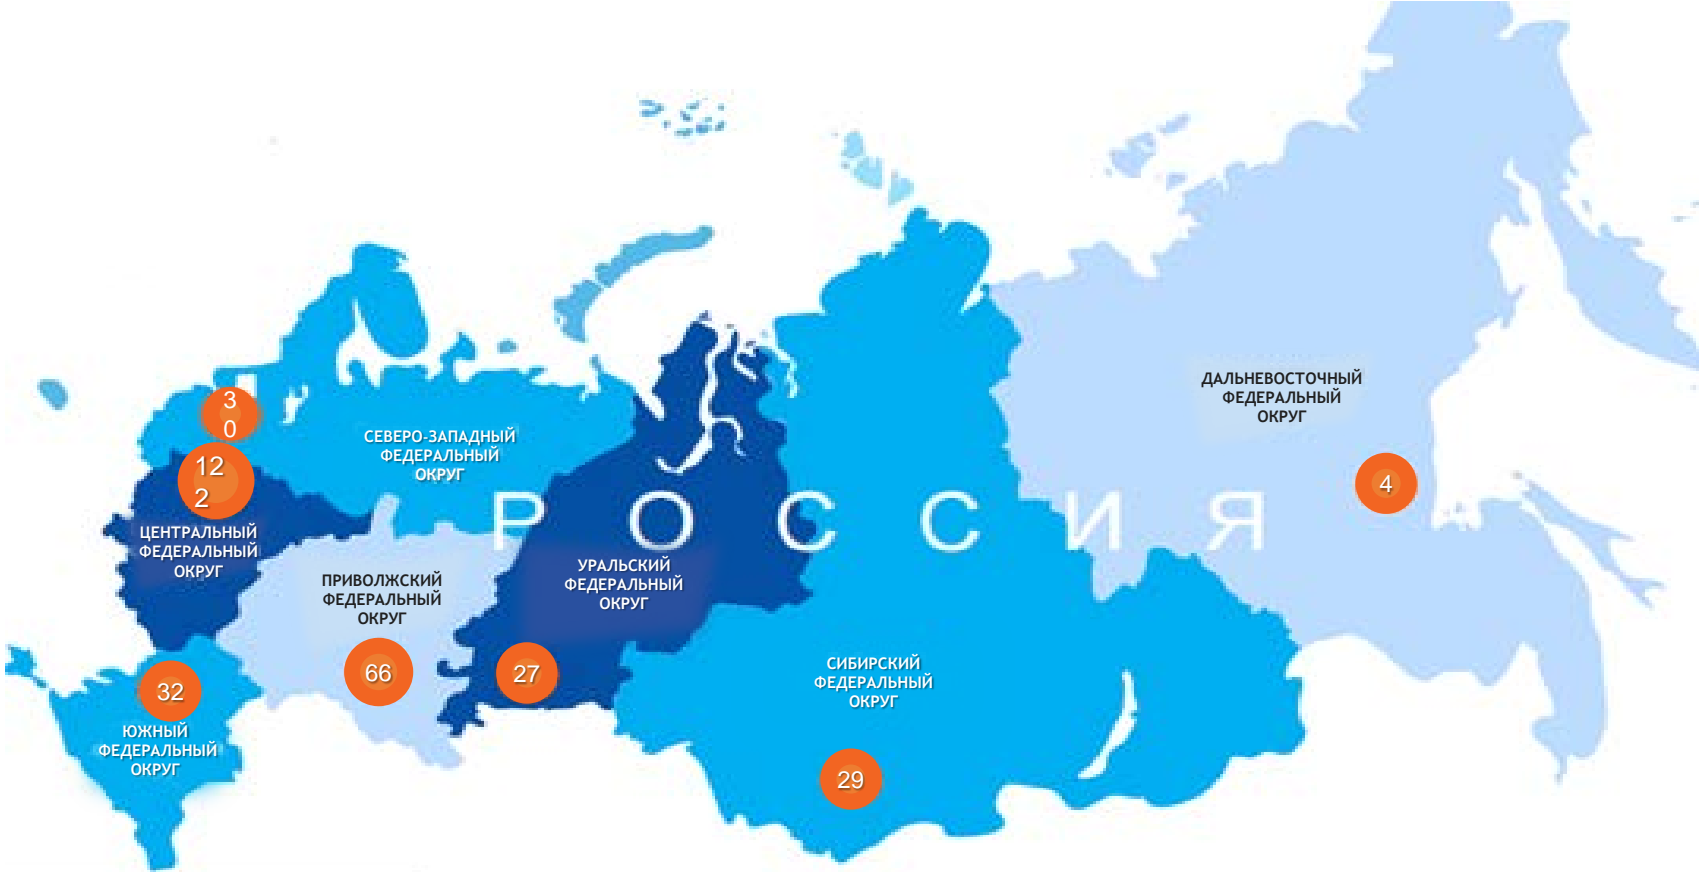 ДАЛЬНЕВОСТОЧНЫЙ
ФЕДЕРАЛЬНЫЙ
ОКРУГ
3
0
СЕВЕРО-ЗАПАДНЫЙ
ФЕДЕРАЛЬНЫЙ
ОКРУГ
12
2
4
РОССИЯ
ЦЕНТРАЛЬНЫЙ
ФЕДЕРАЛЬНЫЙ
ОКРУГ
УРАЛЬСКИЙ
ФЕДЕРАЛЬНЫЙ
ОКРУГ
ПРИВОЛЖСКИЙ
ФЕДЕРАЛЬНЫЙ
ОКРУГ
66
27
32
СИБИРСКИЙ
ФЕДЕРАЛЬНЫЙ
ОКРУГ
ЮЖНЫЙ
ФЕДЕРАЛЬНЫЙ
ОКРУГ
29